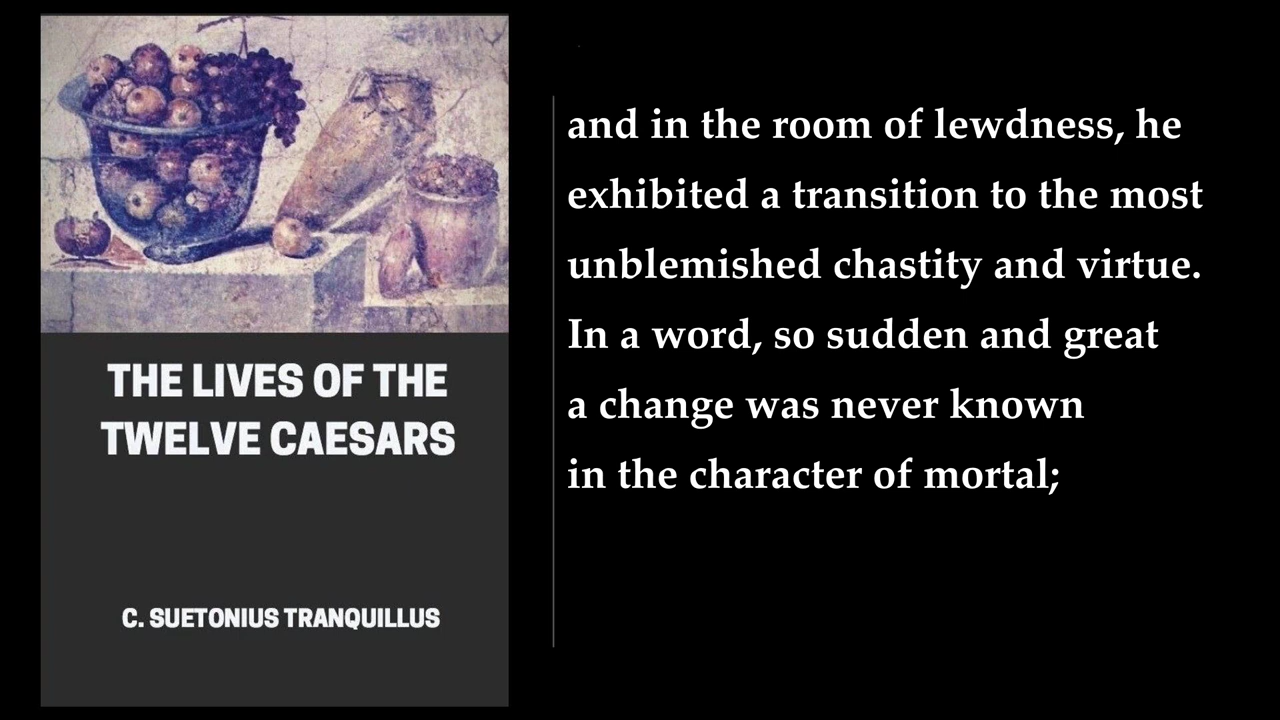 THE LIVES OF THE
TWELVE CAESARS
C. SUETONIUS TRANQUILLUS
and in the room of lewdness, he
exhibited a transition to the most
unblemished chastity and virtue.
In a word, so sudden and great
a change was never known
in the character of mortal;